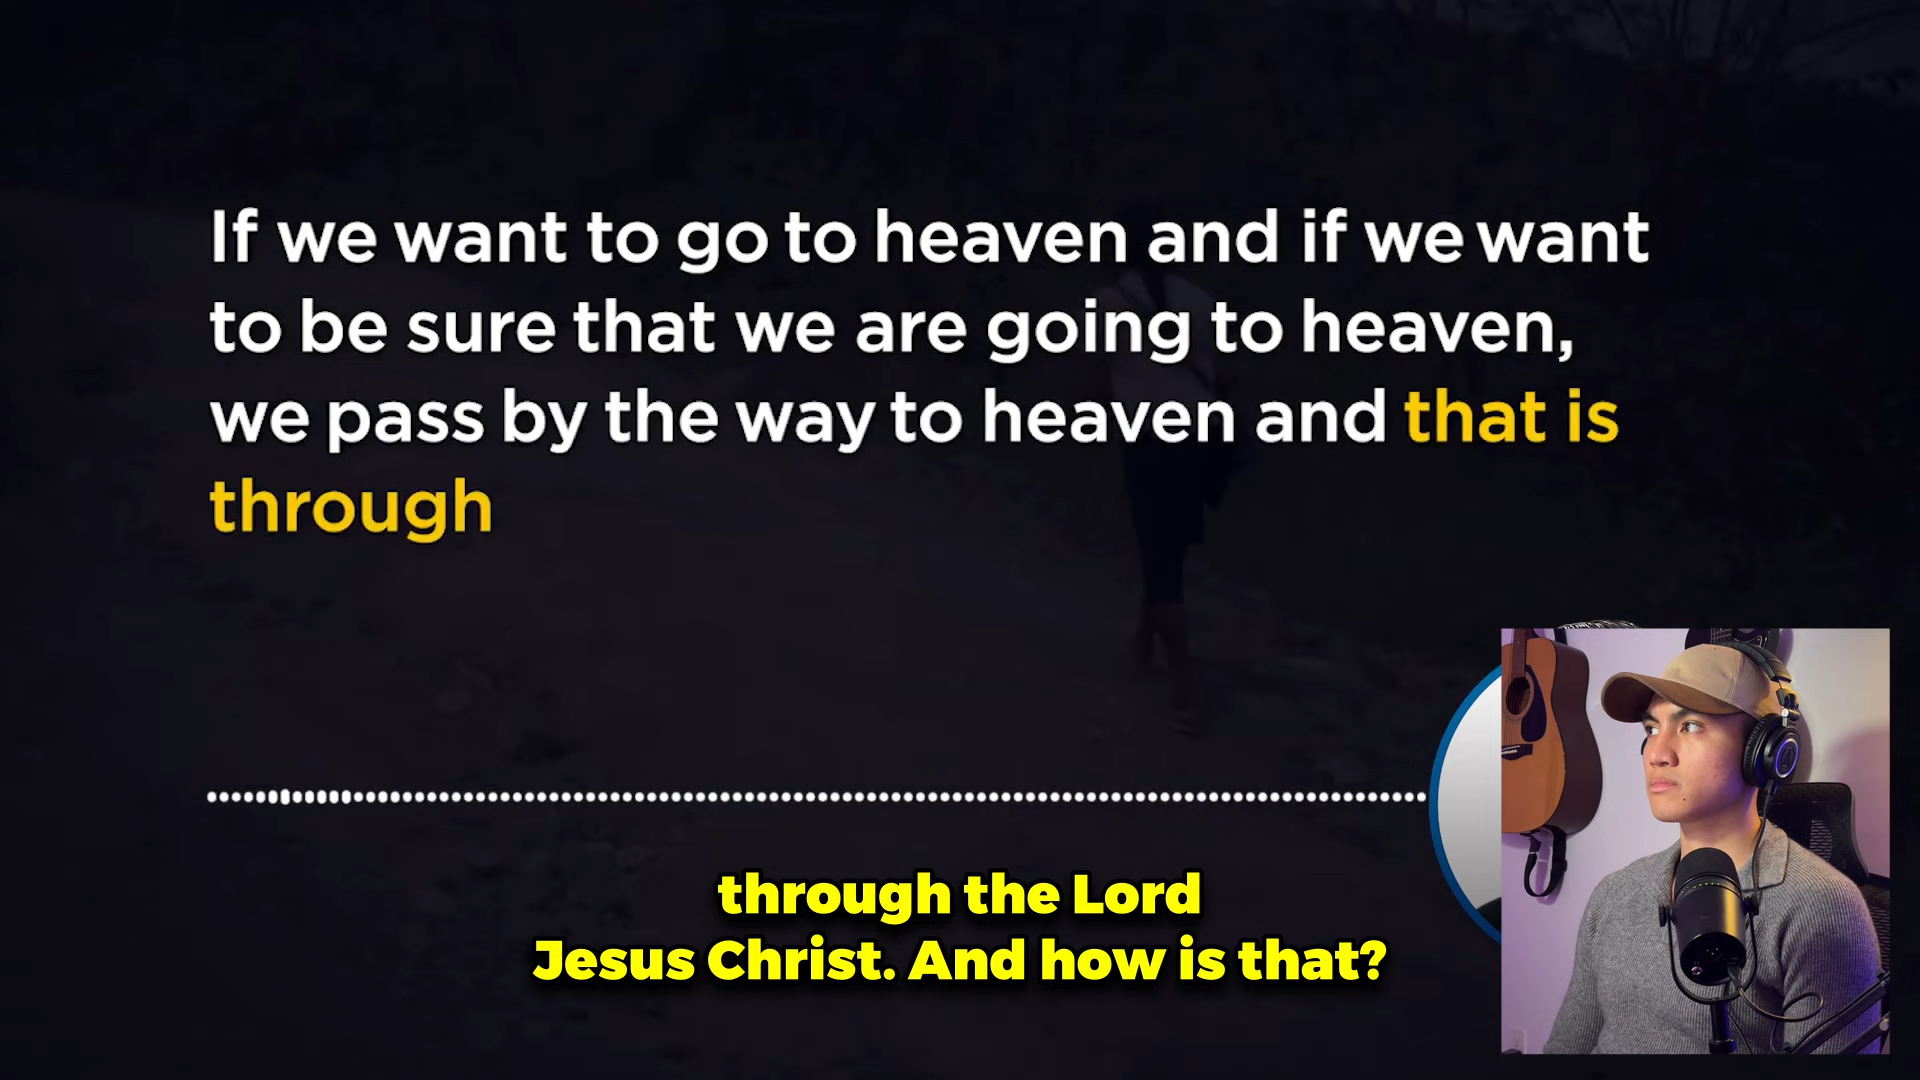 If we want to go to heaven and if we want
to be sure that we are going to heaven,
we pass by the way to heaven and that is
through
through the Lord
Jesus Christ. And how is that?